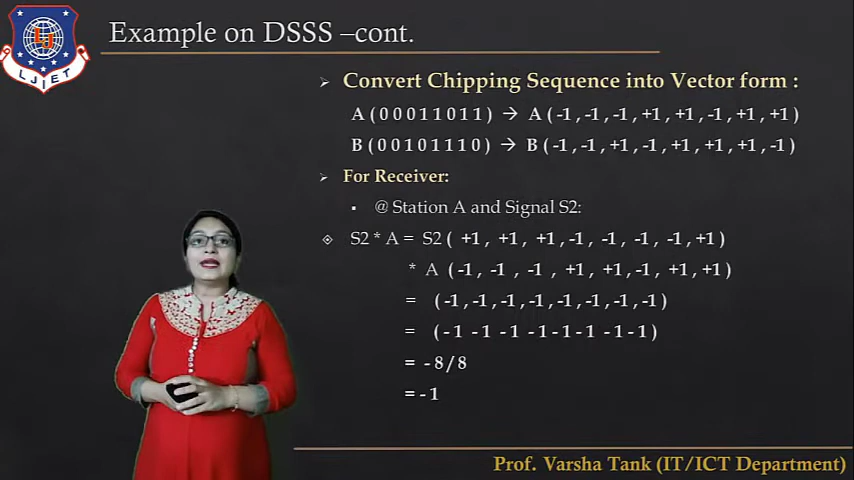 Example on DSSS –cont.
LJ
LJIET
Convert Chipping Sequence into Vector form :
A ( 0 0 0 1 1 0 1 1 ) → A ( -1 , -1 , -1 , +1 , +1 , -1 , +1 , +1 )
B ( 0 0 1 0 1 1 1 0 ) → B ( -1, -1 , +1 , -1 , +1 , +1 , +1 , -1 )
For Receiver:
@ Station A and Signal S2:
S2 * A = S2 ( +1 , +1 , +1, -1 , -1 , -1 , -1 , +1 )
* A ( -1 , -1 , -1 , +1 , +1, -1 , +1 , +1 )
= ( -1 , -1 , -1 , -1 , -1 , -1 , -1 , -1 )
= ( - 1 - 1 - 1 - 1 - 1 - 1 - 1 - 1 )
= - 8 / 8
= - 1
Prof. Varsha Tank (IT/ICT Department)